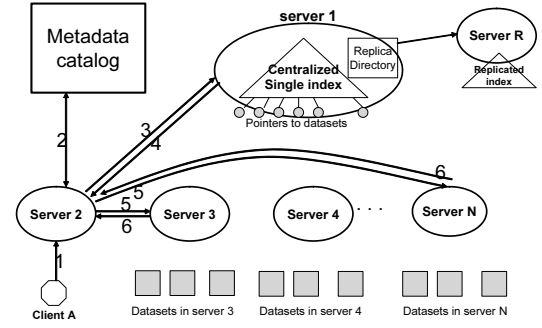 server 1
Metadata
catalog
Replica
Directory
Server R
Centralized
Single index
Replicated
index
Pointers to datasets
3
4
2
6
5
5
6
Server 2
Server 3
Server 4
. . .
Server N
1
Client A
Datasets in server 3
Datasets in server 4
Datasets in server N